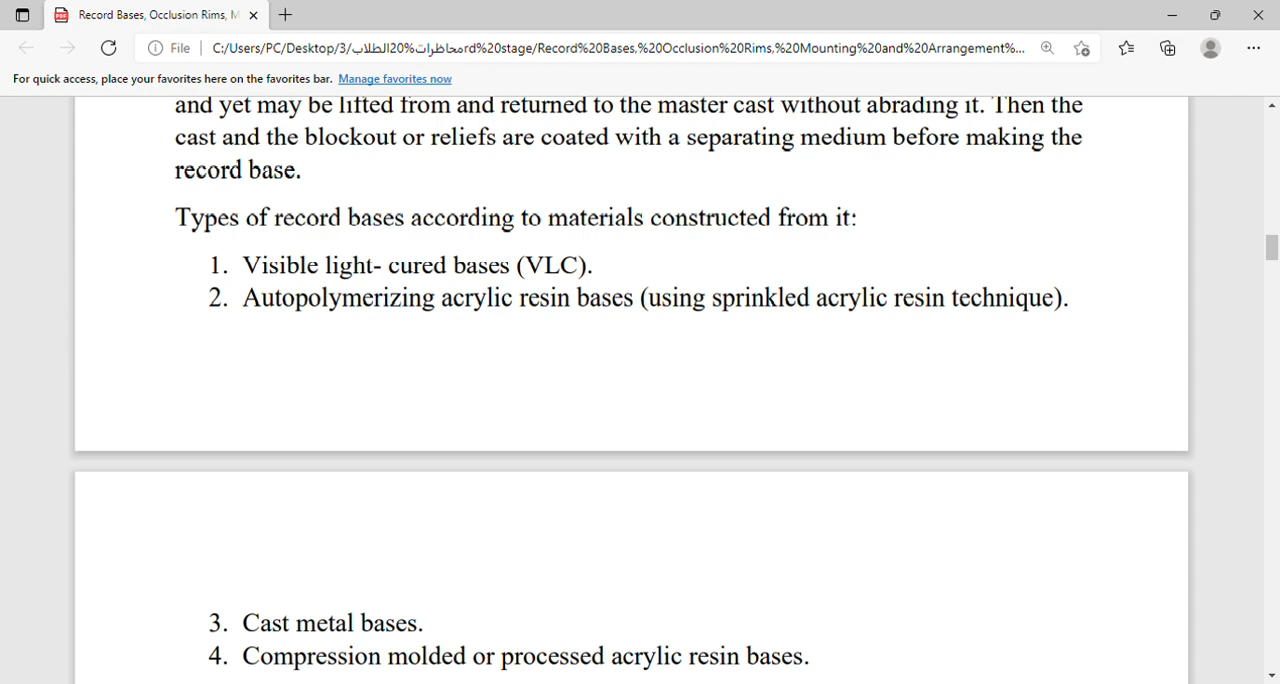 Record Bases, Occlusion Rims, M
File
C:/Users/PC/Desktop/3/محاظرات%20الطلابrd%20stage/Record%20Bases,%20Occlusion%20Rims,%20Mounting%20and%20Arrangement%...
For quick access, place your favorites here on the favorites bar. Manage favorites now
and yet may be lifted from and returned to the master cast without abrading it. Then the
cast and the blockout or reliefs are coated with a separating medium before making the
record base.
Types of record bases according to materials constructed from it:
1. Visible light- cured bases (VLC).
2. Autopolymerizing acrylic resin bases (using sprinkled acrylic resin technique).
3. Cast metal bases.
4. Compression molded or processed acrylic resin bases.